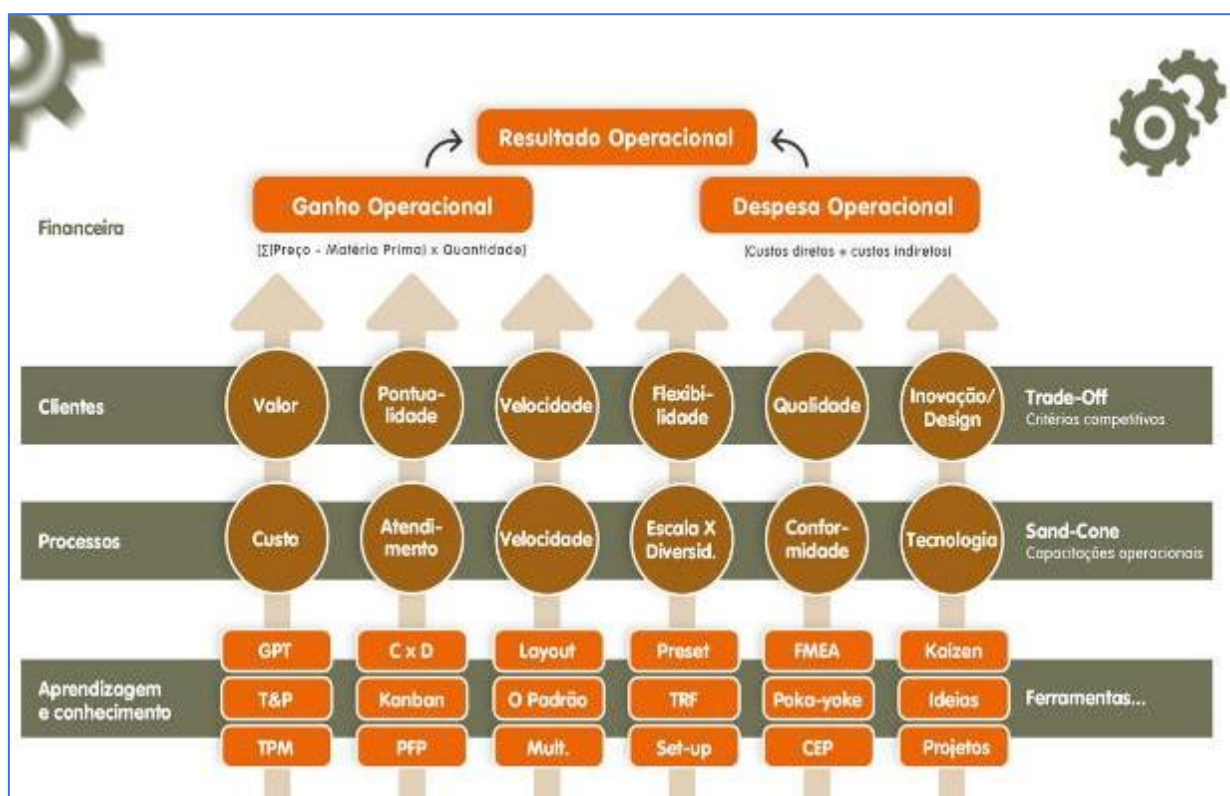 Resultado Operacional
Ganho Operacional
Despesa Operacional
Financeira
[∑(Preço - Matéria Prima) x Quantidade]
(Custos diretos + custos indiretos)
Clientes
Valor
Pontua-
lidade
Velocidade
Flexibi-
lidade
Qualidade
Inovação/
Design
Trade-Off
Critérios competitivos
Processos
Custo
Atendi-
mento
Velocidade
Escala X
Diversid.
Confor-
midade
Tecnologia
Sand-Cone
Capacitações operacionais
Aprendizagem
e conhecimento
GPT
C x D
Layout
Preset
FMEA
Kaizen
T&P
Kanban
O Padrão
TRF
Poka-yoke
Ideias
Ferramentas...
TPM
PFP
Mult.
Set-up
CEP
Projetos